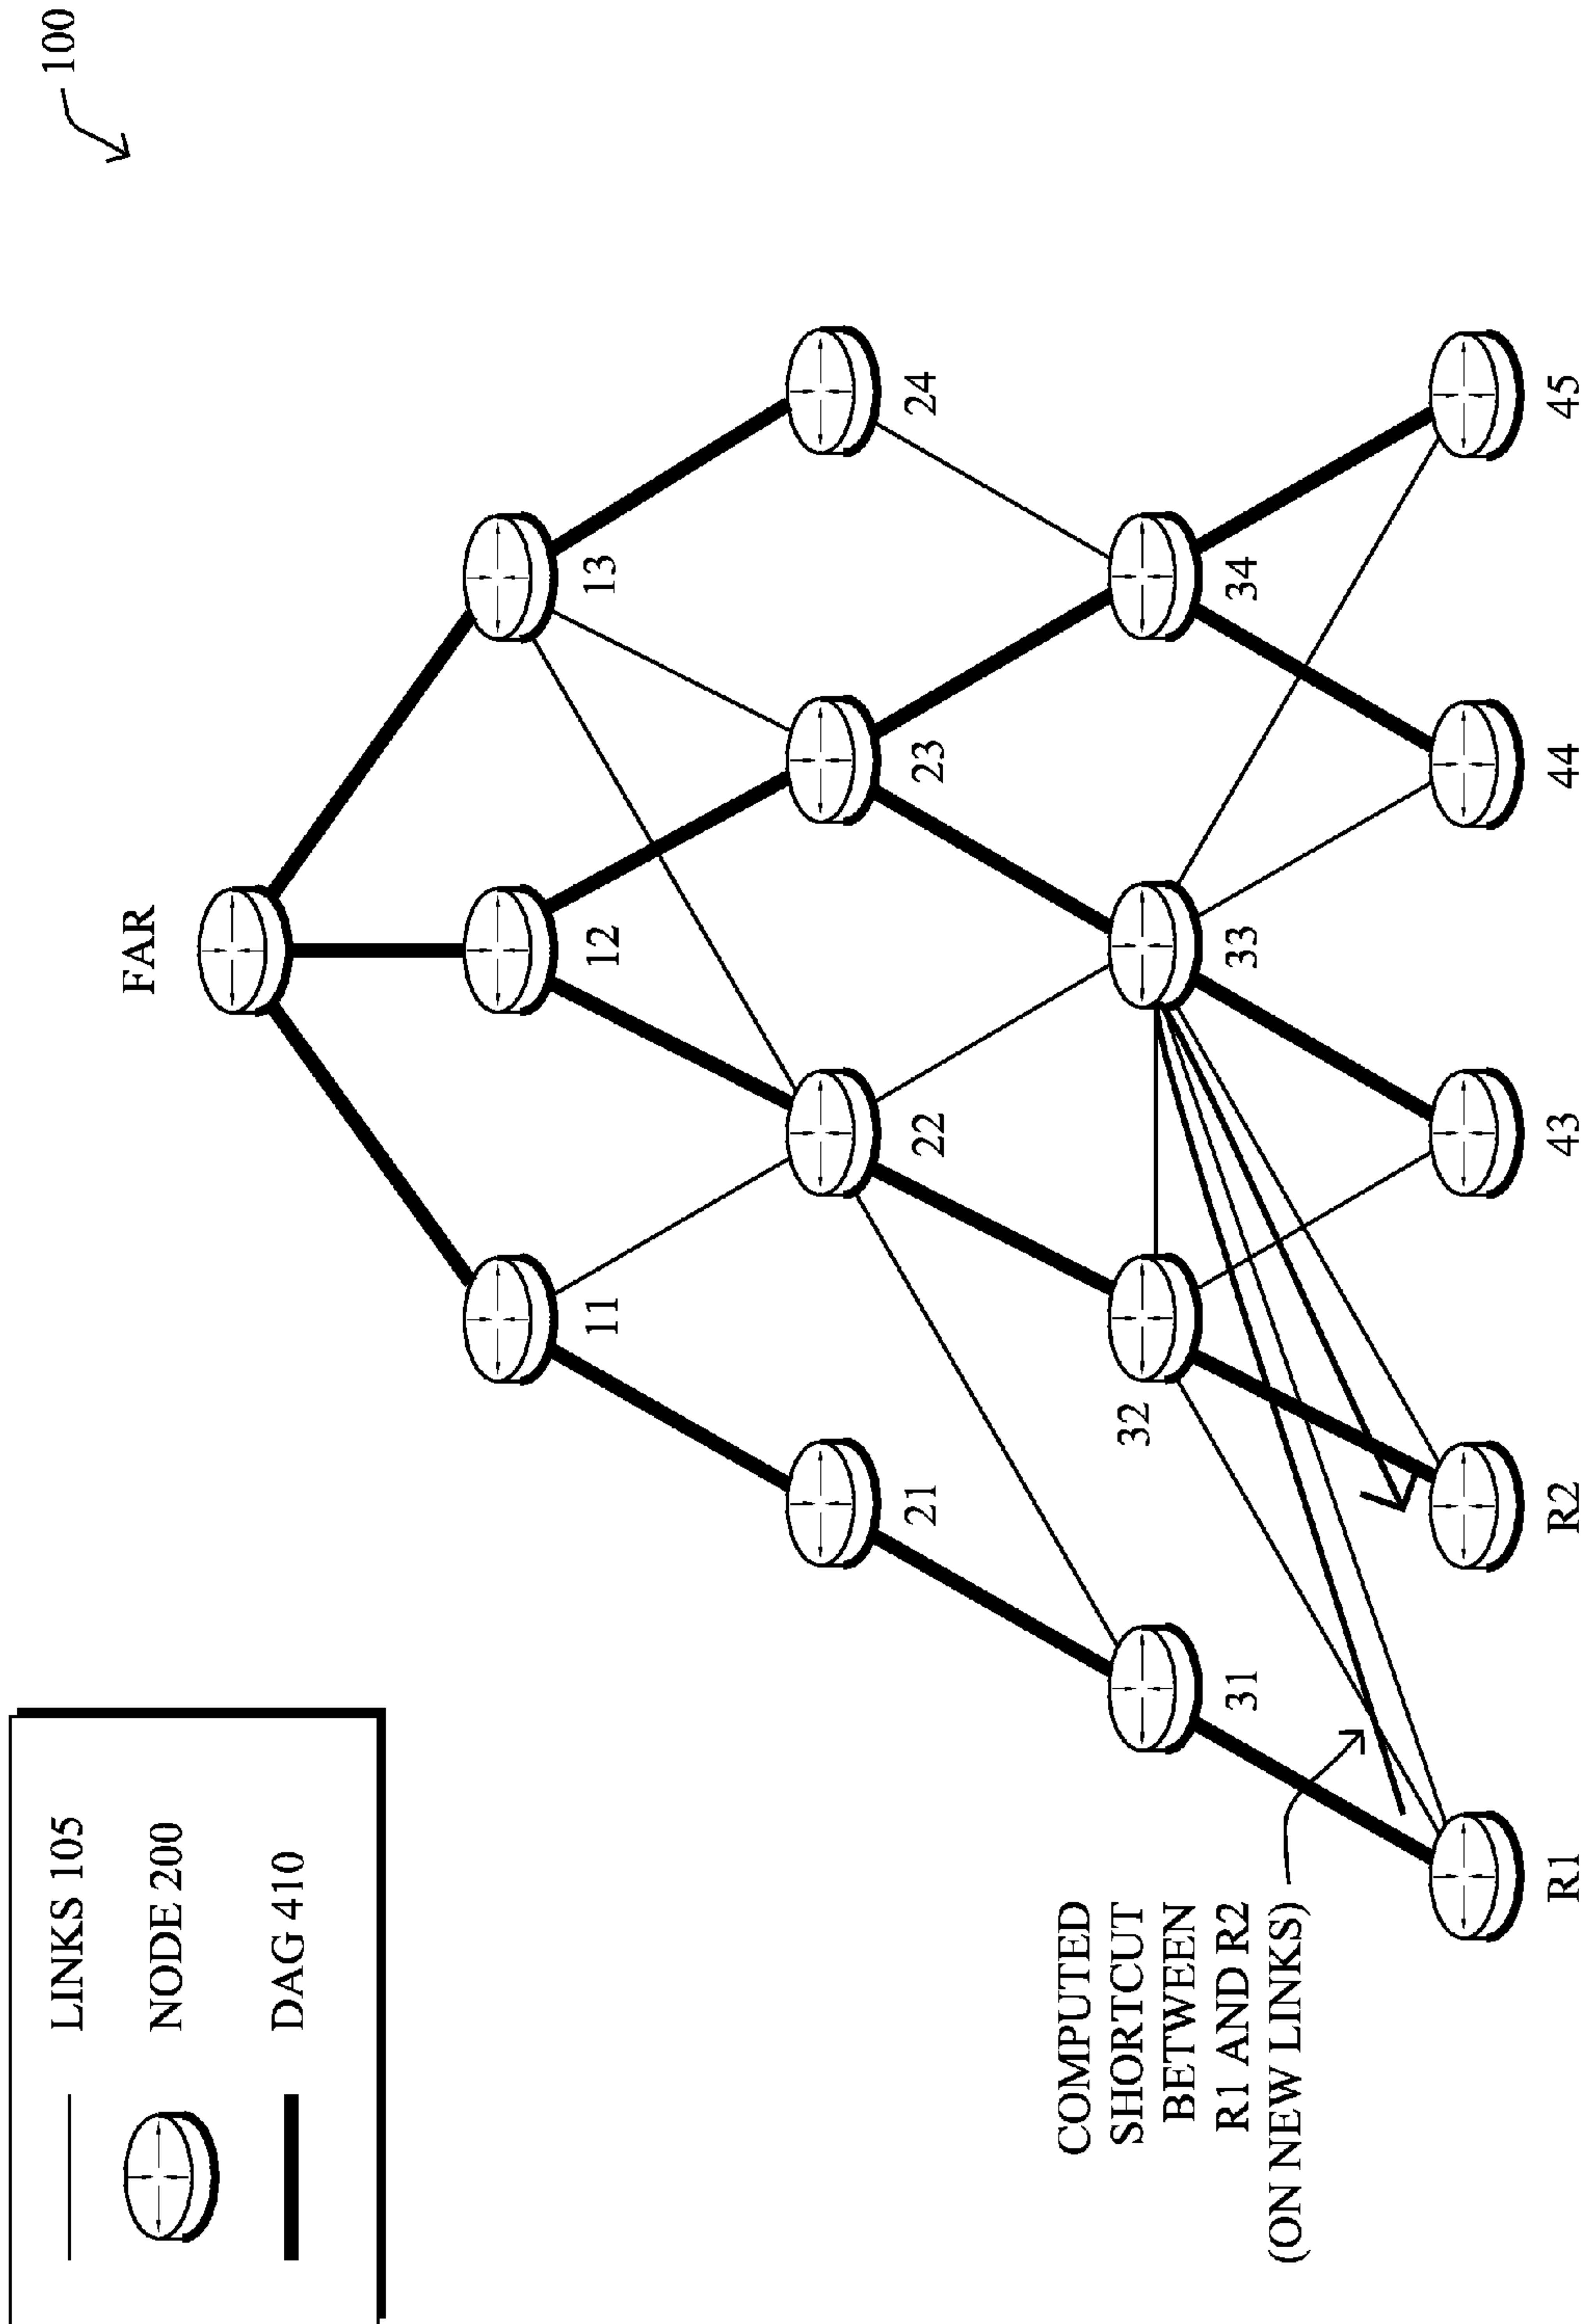 100
LINKS 105
NODE 200
DAG 410
FAR
11
12
13
21
22
23
24
31
32
33
34
COMPUTED
SHORTCUT
BETWEEN
R1 AND R2
(ON NEW LINKS)
R1
R2
43
44
45